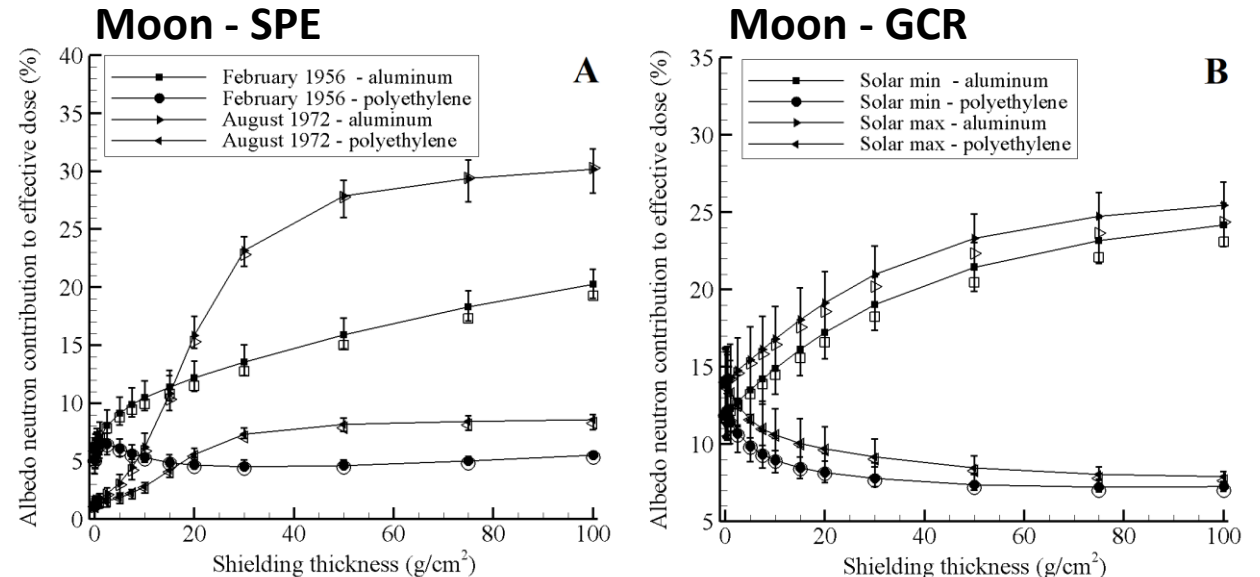 Moon - SPE
Albedo neutron contribution to effective dose (%)
40
35
30
25
20
15
10
5
0
February 1956 - aluminum
February 1956 - polyethylene
August 1972 - aluminum
August 1972 - polyethylene
A
0 20 40 60 80 100
Shielding thickness (g/cm²)
Moon - GCR
Albedo neutron contribution to effective dose (%)
35
30
25
20
15
10
5
Solar min - aluminum
Solar min - polyethylene
Solar max - aluminum
Solar max - polyethylene
B
0 20 40 60 80 100
Shielding thickness (g/cm²)